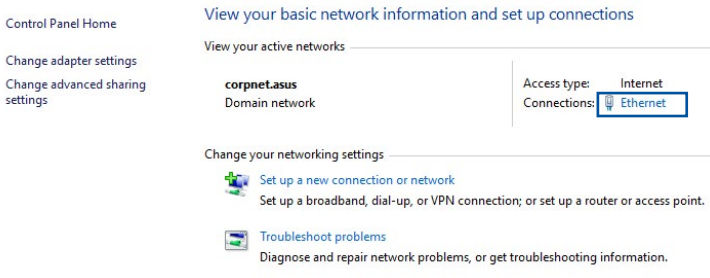 Control Panel Home
Change adapter settings
Change advanced sharing
settings
View your basic network information and set up connections
View your active networks
corpnet.asus
Domain network
Access type: Internet
Connections: Ethernet
Change your networking settings
Set up a new connection or network
Set up a broadband, dial-up, or VPN connection; or set up a router or access point.
Troubleshoot problems
Diagnose and repair network problems, or get troubleshooting information.